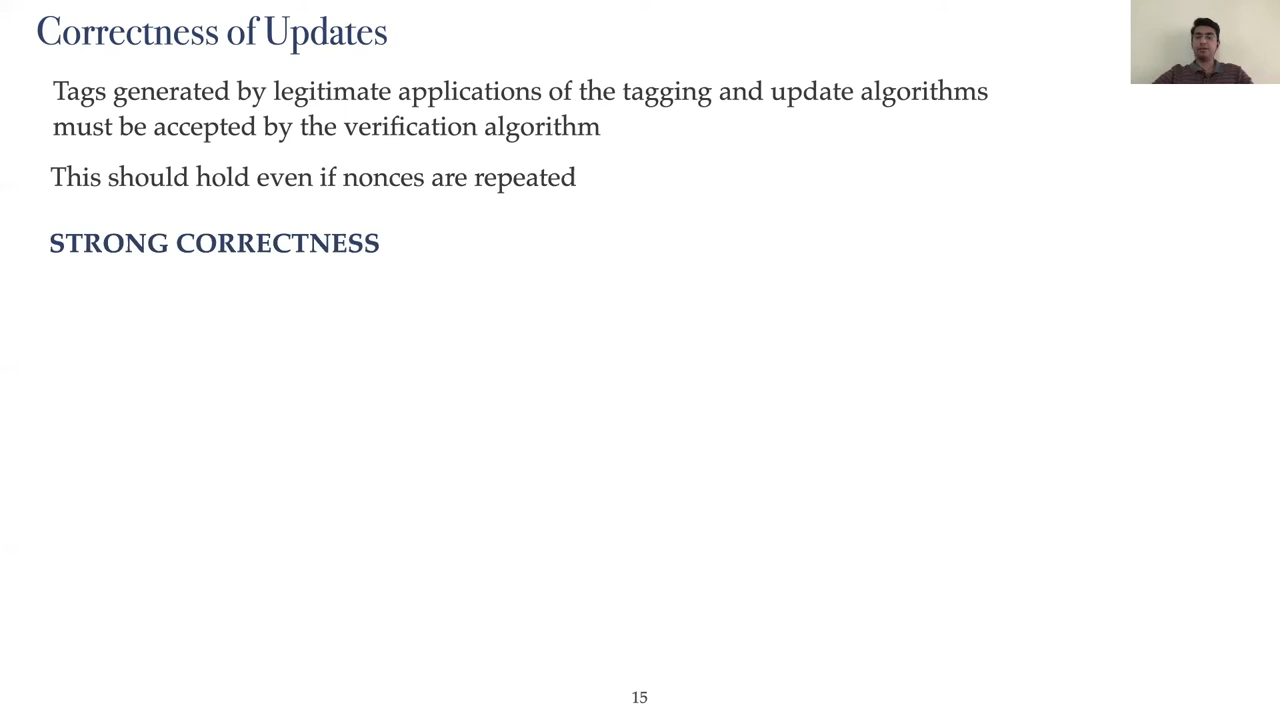 Correctness of Updates
Tags generated by legitimate applications of the tagging and update algorithms
must be accepted by the verification algorithm
This should hold even if nonces are repeated
STRONG CORRECTNESS
15